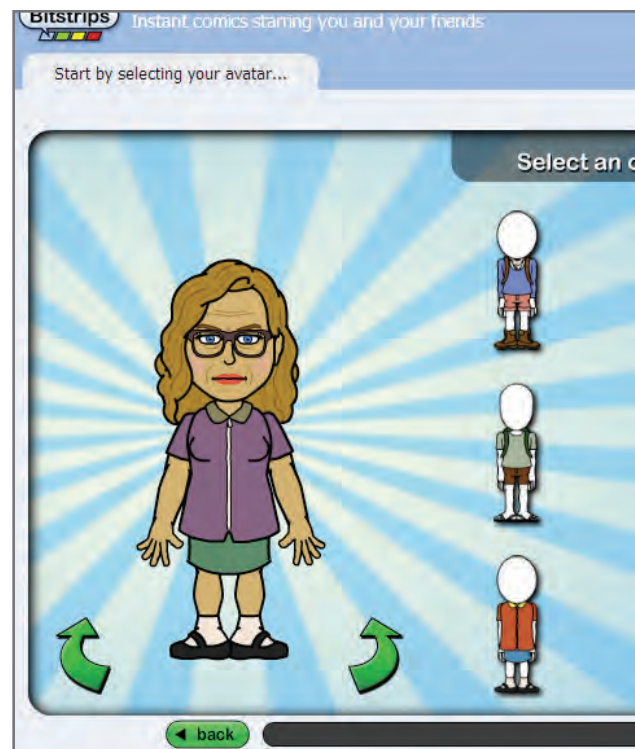 Bitstrips
Instant comics starring you and your friends
Start by selecting your avatar...
Select an
back